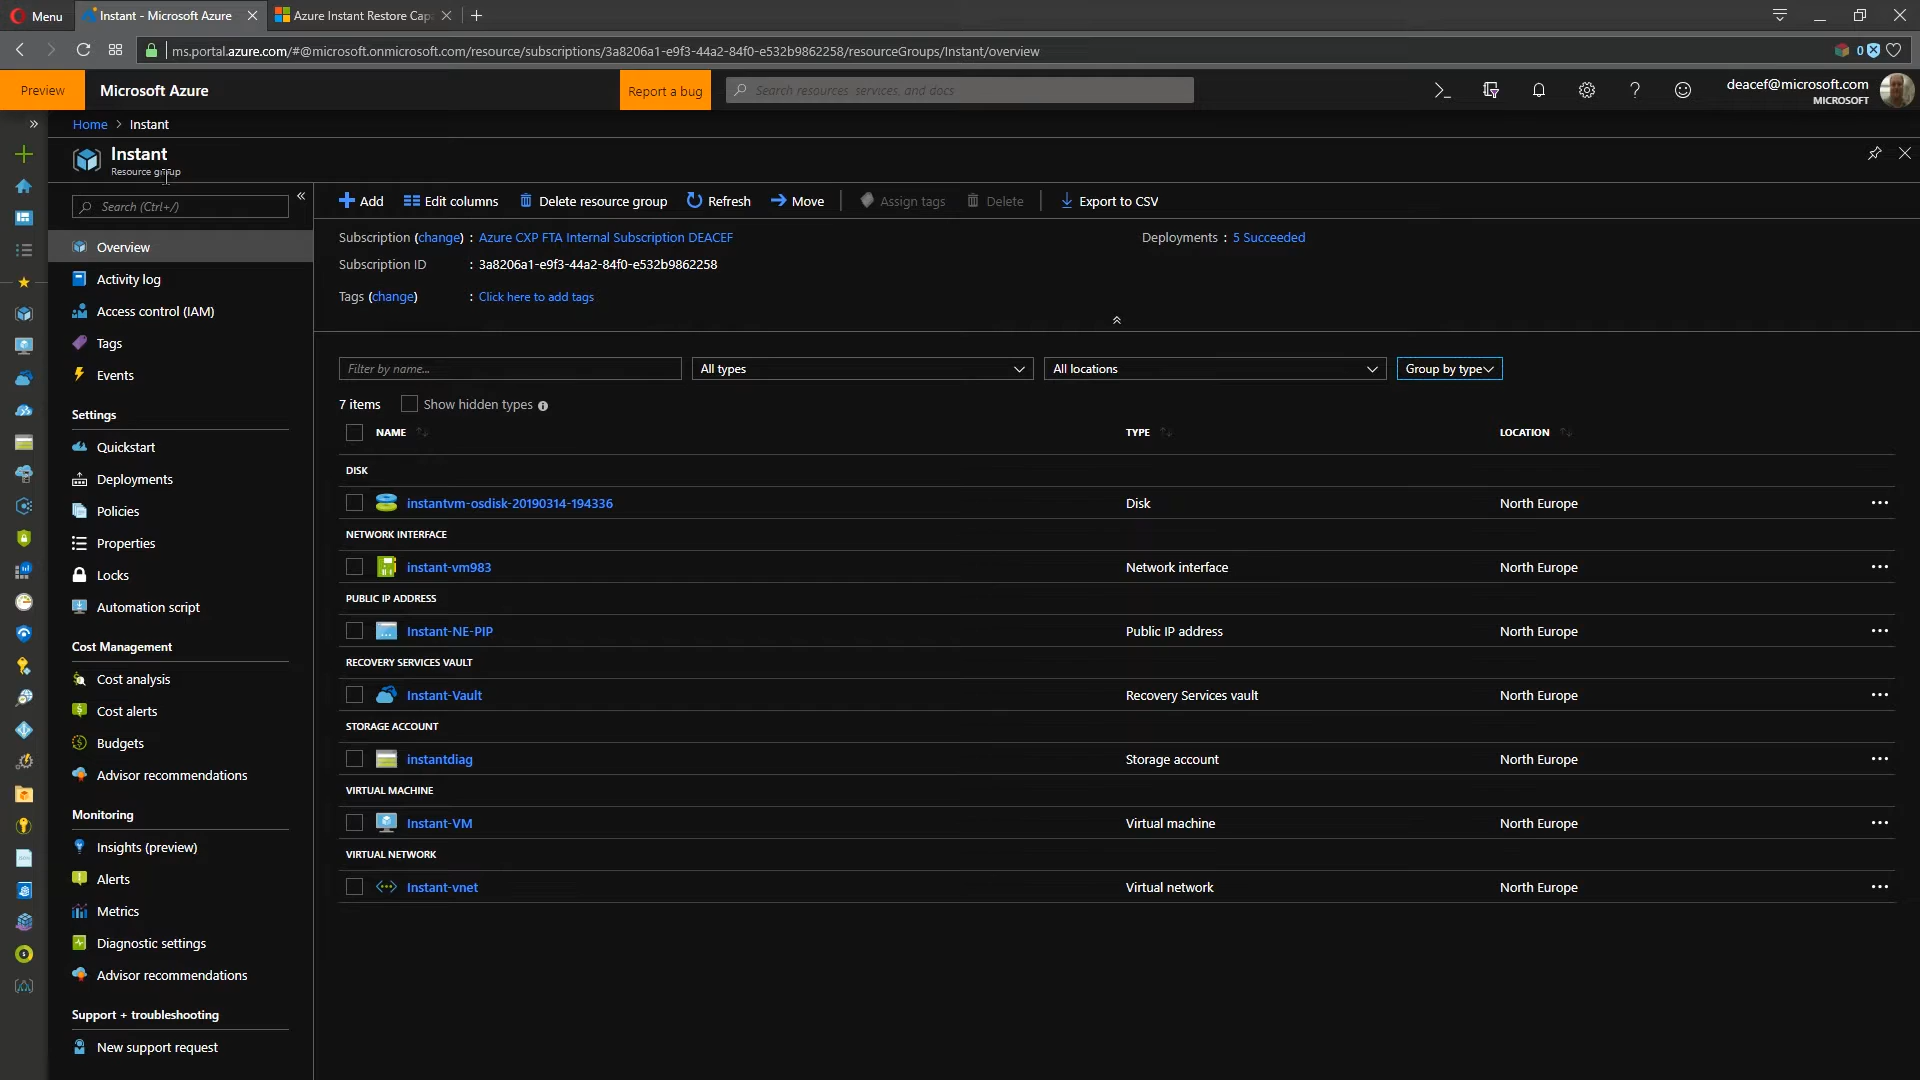 Menu
Instant - Microsoft Azure
Azure Instant Restore Cap
ms.portal.azure.com/#@microsoft.onmicrosoft.com/resource/subscriptions/3a8206a1-e9f3-44a2-84f0-e532b9862258/resourceGroups/Instant/overview
0
Preview
Microsoft Azure
Report a bug
Search resources, services, and docs
deacef@microsoft.com
MICROSOFT
Home > Instant
Instant
Resource group
Search (Ctrl+/)
Overview
Activity log
Access control (IAM)
Tags
Events
Settings
Quickstart
Deployments
Policies
Properties
Locks
Automation script
Cost Management
Cost analysis
Cost alerts
Budgets
Advisor recommendations
Monitoring
Insights (preview)
Alerts
Metrics
Diagnostic settings
Advisor recommendations
Support + troubleshooting
New support request
Add
Edit columns
Delete resource group
Refresh
Move
Assign tags
Delete
Export to CSV
Subscription (change) : Azure CXP FTA Internal Subscription DEACEF
Deployments : 5 Succeeded
Subscription ID : 3a8206a1-e9f3-44a2-84f0-e532b9862258
Tags (change) : Click here to add tags
Filter by name...
All types
All locations
Group by type
7 items
Show hidden types
NAME TYPE LOCATION
DISK
instantvm-osdisk-20190314-194336 Disk North Europe
NETWORK INTERFACE
instant-vm983 Network interface North Europe
PUBLIC IP ADDRESS
Instant-NE-PIP Public IP address North Europe
RECOVERY SERVICES VAULT
Instant-Vault Recovery Services vault North Europe
STORAGE ACCOUNT
instantdiag Storage account North Europe
VIRTUAL MACHINE
Instant-VM Virtual machine North Europe
VIRTUAL NETWORK
Instant-vnet Virtual network North Europe